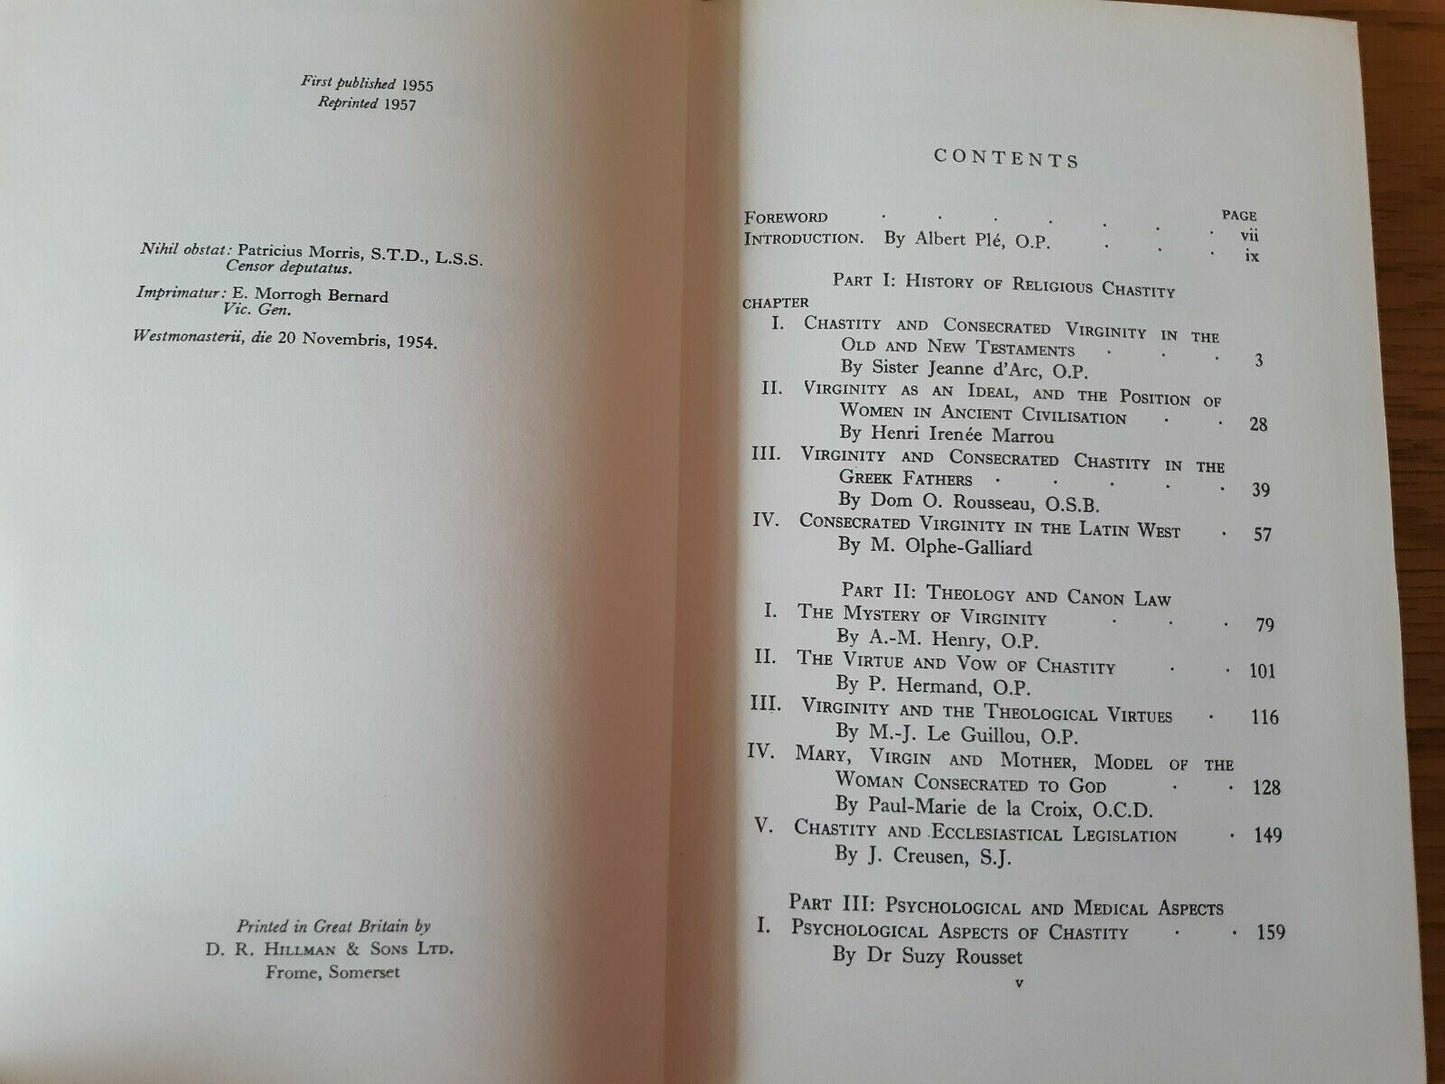 First published 1955
Reprinted 1957
Nihil obstat: Patricius Morris, S.T.D., L.S.S.
Censor deputatus.
Imprimatur: E. Morrogh Bernard
Vic. Gen.
Westmonasterii, die 20 Novembris, 1954.
Printed in Great Britain by
D. R. Hillman & Sons Ltd.
Frome, Somerset
CONTENTS
PAGE
Foreword . . . . . . . vii
Introduction. By Albert Plé, O.P. . . . ix
Part I: History of Religious Chastity
CHAPTER
I. Chastity and Consecrated Virginity in the
Old and New Testaments . . . 3
By Sister Jeanne d'Arc, O.P.
II. Virginity as an Ideal, and the Position of
Women in Ancient Civilisation . . 28
By Henri Irenée Marrou
III. Virginity and Consecrated Chastity in the
Greek Fathers . . . . . 39
By Dom O. Rousseau, O.S.B.
IV. Consecrated Virginity in the Latin West . 57
By M. Olphe-Galliard
Part II: Theology and Canon Law
I. The Mystery of Virginity . . . 79
By A.-M. Henry, O.P.
II. The Virtue and Vow of Chastity . . 101
By P. Hermand, O.P.
III. Virginity and the Theological Virtues . 116
By M.-J. Le Guillou, O.P.
IV. Mary, Virgin and Mother, Model of the
Woman Consecrated to God . . 128
By Paul-Marie de la Croix, O.C.D.
V. Chastity and Ecclesiastical Legislation . 149
By J. Creusen, S.J.
Part III: Psychological and Medical Aspects
I. Psychological Aspects of Chastity . . 159
By Dr Suzy Rousset
v